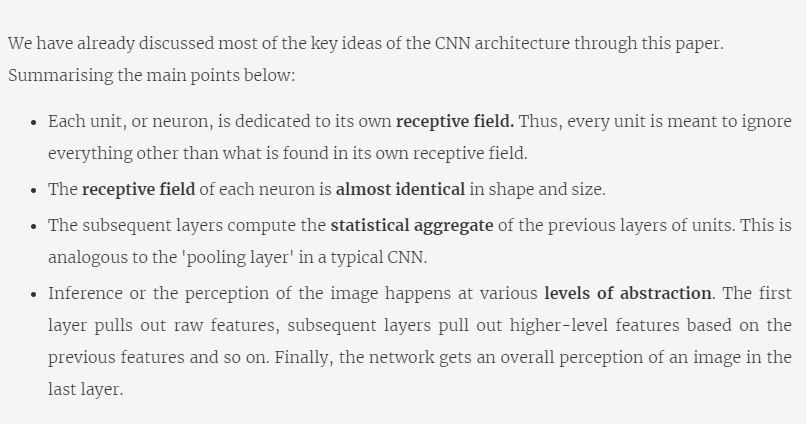 We have already discussed most of the key ideas of the CNN architecture through this paper.
Summarising the main points below:
• Each unit, or neuron, is dedicated to its own receptive field. Thus, every unit is meant to ignore
everything other than what is found in its own receptive field.
• The receptive field of each neuron is almost identical in shape and size.
• The subsequent layers compute the statistical aggregate of the previous layers of units. This is
analogous to the 'pooling layer' in a typical CNN.
• Inference or the perception of the image happens at various levels of abstraction. The first
layer pulls out raw features, subsequent layers pull out higher-level features based on the
previous features and so on. Finally, the network gets an overall perception of an image in the
last layer.